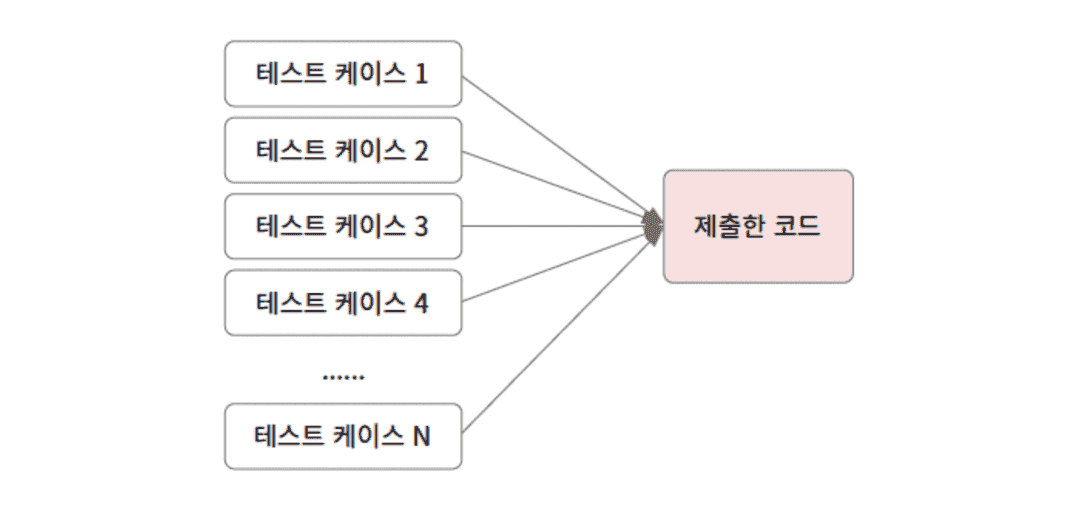 테스트 케이스 1
테스트 케이스 2
테스트 케이스 3
제출한 코드
테스트 케이스 4
......
테스트 케이스 N